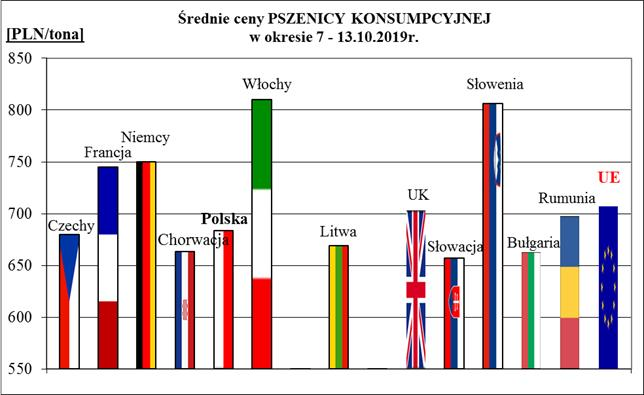 Średnie ceny PSZENICY KONSUMPCYJNEJ
w okresie 7 - 13.10.2019r.
[PLN/tona]
850
800
750
700
650
600
550
Czechy
Francja
Niemcy
Chorwacja
Polska
Włochy
Litwa
UK
Słowacja
Słowenia
Bułgaria
Rumunia
UE